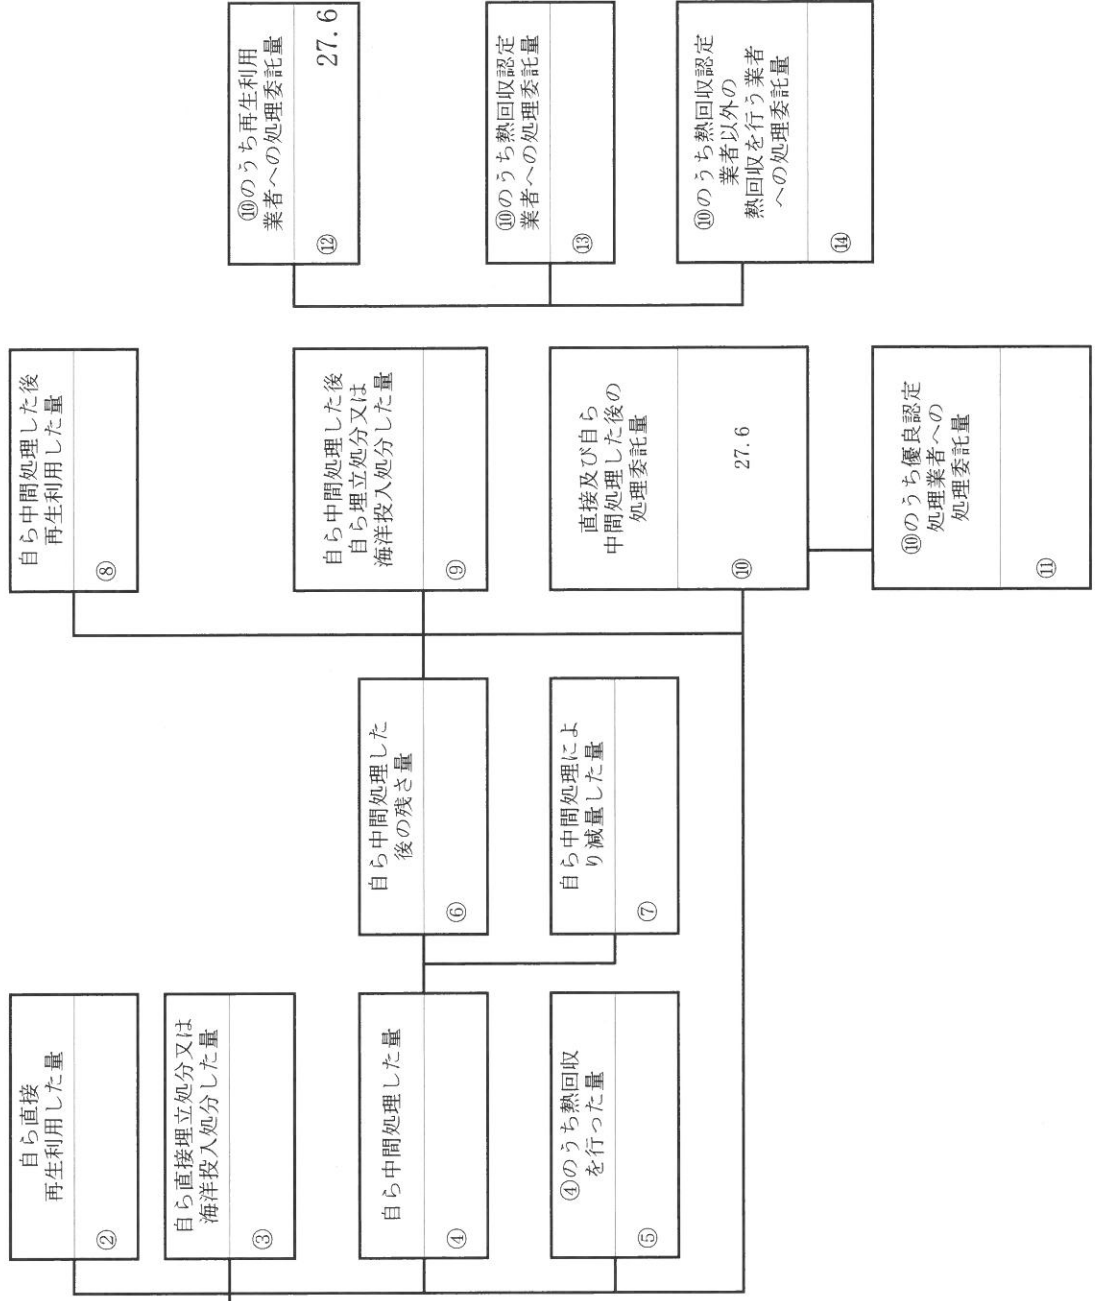 自ら直接
再生利用した量
②
自ら直接埋立処分又は
海洋投入処分した量
③
自ら中間処理した量
④
④のうち熱回収
を行った量
⑤
自ら中間処理した
後の残さ量
⑥
自ら中間処理によ
り減量した量
⑦
自ら中間処理した後
再生利用した量
⑧
自ら中間処理した後
自ら埋立処分又は
海洋投入処分した量
⑨
直接及び自ら
中間処理した後の
処理委託量
⑩ 27.6
⑩のうち優良認定
処理業者への
処理委託量
⑪
⑩のうち再生利用
業者への処理委託量
⑫ 27.6
⑩のうち熱回収認定
業者への処理委託量
⑬
⑩のうち熱回収認定
業者以外の
熱回収を行う業者
への処理委託量
⑭